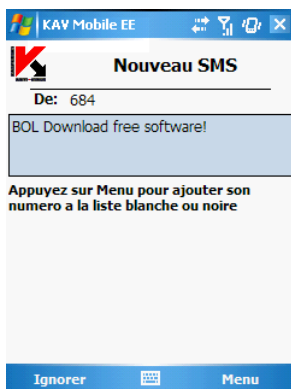 KAV Mobile EE
Nouveau SMS
De: 684
BOL Download free software!
Appuyez sur Menu pour ajouter son
numero a la liste blanche ou noire
Ignorer Menu